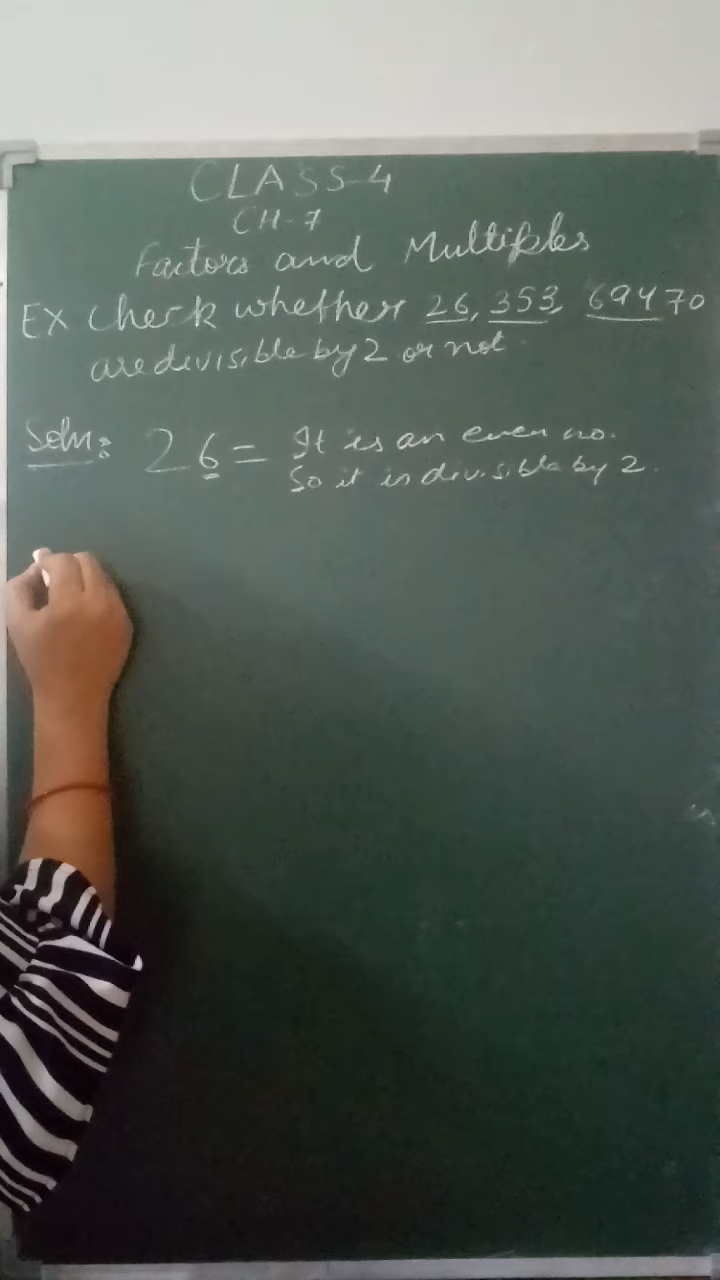 CLASS-4
CH-7
Factors and Multiples
Ex Check whether 26, 353, 69470
are divisible by 2 or not.
Soln: 26 = It is an even no.
So it is divisible by 2.